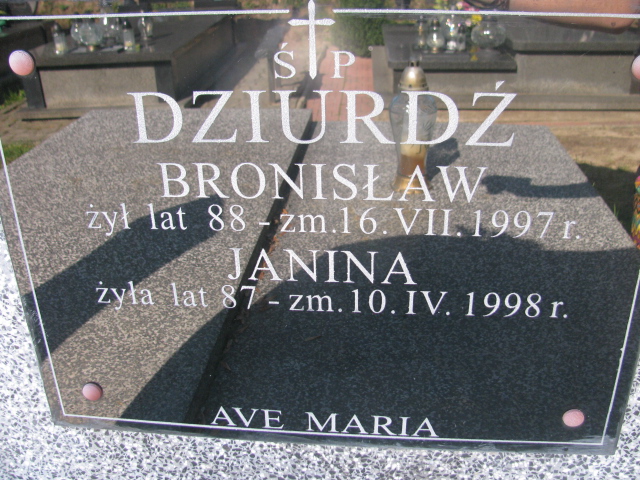 Ś P
DZIURDŹ
BRONISŁAW
żył lat 88 - zm. 16. VII. 1997 r.
JANINA
żyła lat 87 - zm. 10. IV. 1998 r.
AVE MARIA